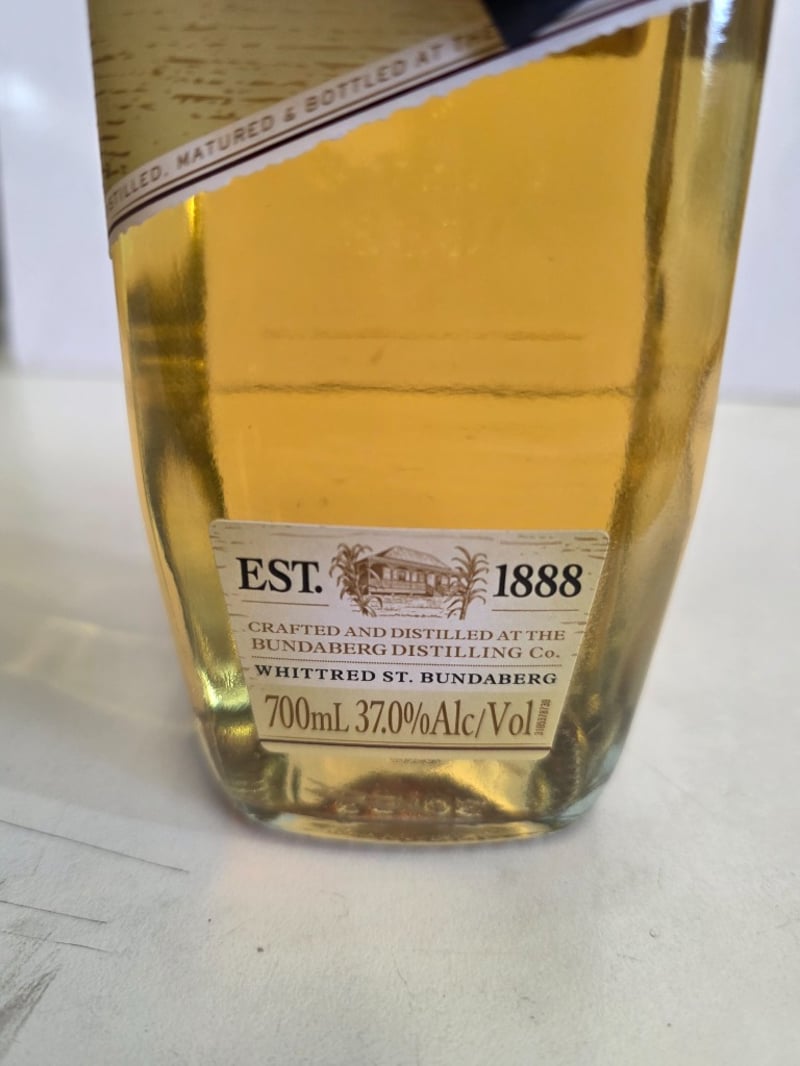 STILLED, MATURED & BOTTLED AT THE
EST. 1888
CRAFTED AND DISTILLED AT THE
BUNDABERG DISTILLING Co.
WHITTRED ST. BUNDABERG
700mL 37.0%Alc/Vol